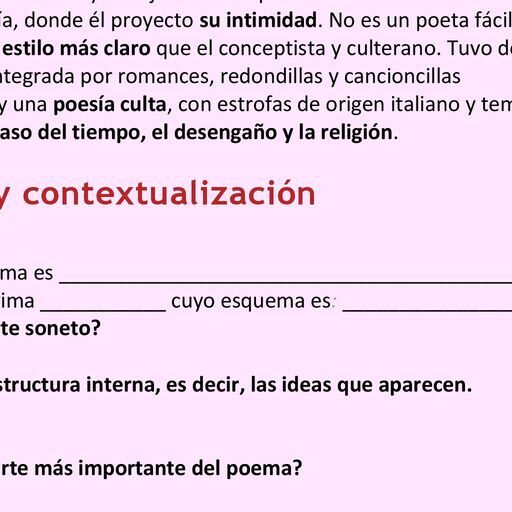 ía, donde él proyecto su intimidad. No es un poeta fácil
estilo más claro que el conceptista y culterano. Tuvo d
ntegrada por romances, redondillas y cancioncillas
y una poesía culta, con estrofas de origen italiano y tem
aso del tiempo, el desengaño y la religión.
y contextualización
ma es ________________________________________
ima ___________ cuyo esquema es: _______________
te soneto?
structura interna, es decir, las ideas que aparecen.
rte más importante del poema?